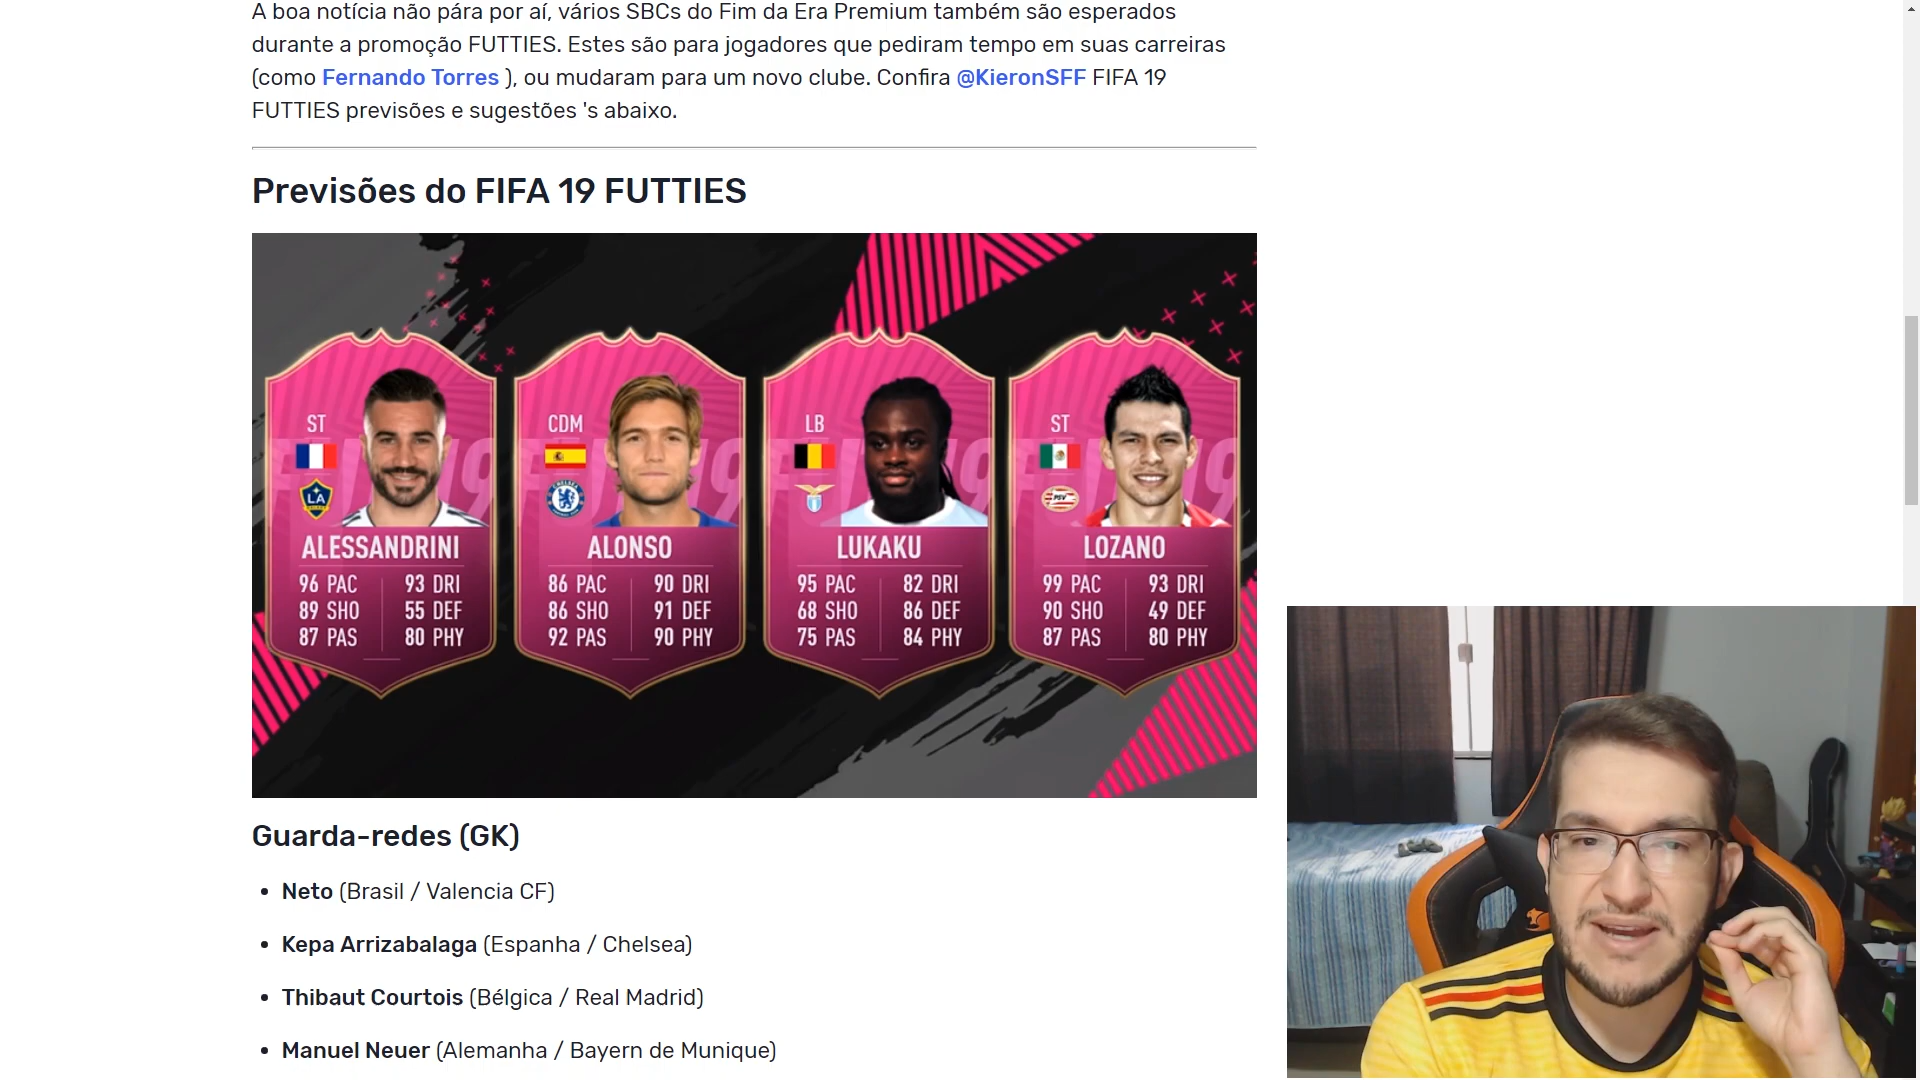 A boa notícia não pára por aí, vários SBCs do Fim da Era Premium também são esperados
durante a promoção FUTTIES. Estes são para jogadores que pediram tempo em suas carreiras
(como Fernando Torres ), ou mudaram para um novo clube. Confira @KieronSFF FIFA 19
FUTTIES previsões e sugestões 's abaixo.
Previsões do FIFA 19 FUTTIES
ST
LA
ALESSANDRINI
96 PAC 93 DRI
89 SHO 55 DEF
87 PAS 80 PHY
CDM
ALONSO
86 PAC 90 DRI
86 SHO 91 DEF
92 PAS 90 PHY
LB
LUKAKU
95 PAC 82 DRI
68 SHO 86 DEF
75 PAS 84 PHY
ST
PSV
LOZANO
99 PAC 93 DRI
90 SHO 49 DEF
87 PAS 80 PHY
Guarda-redes (GK)
• Neto (Brasil / Valencia CF)
• Kepa Arrizabalaga (Espanha / Chelsea)
• Thibaut Courtois (Bélgica / Real Madrid)
• Manuel Neuer (Alemanha / Bayern de Munique)